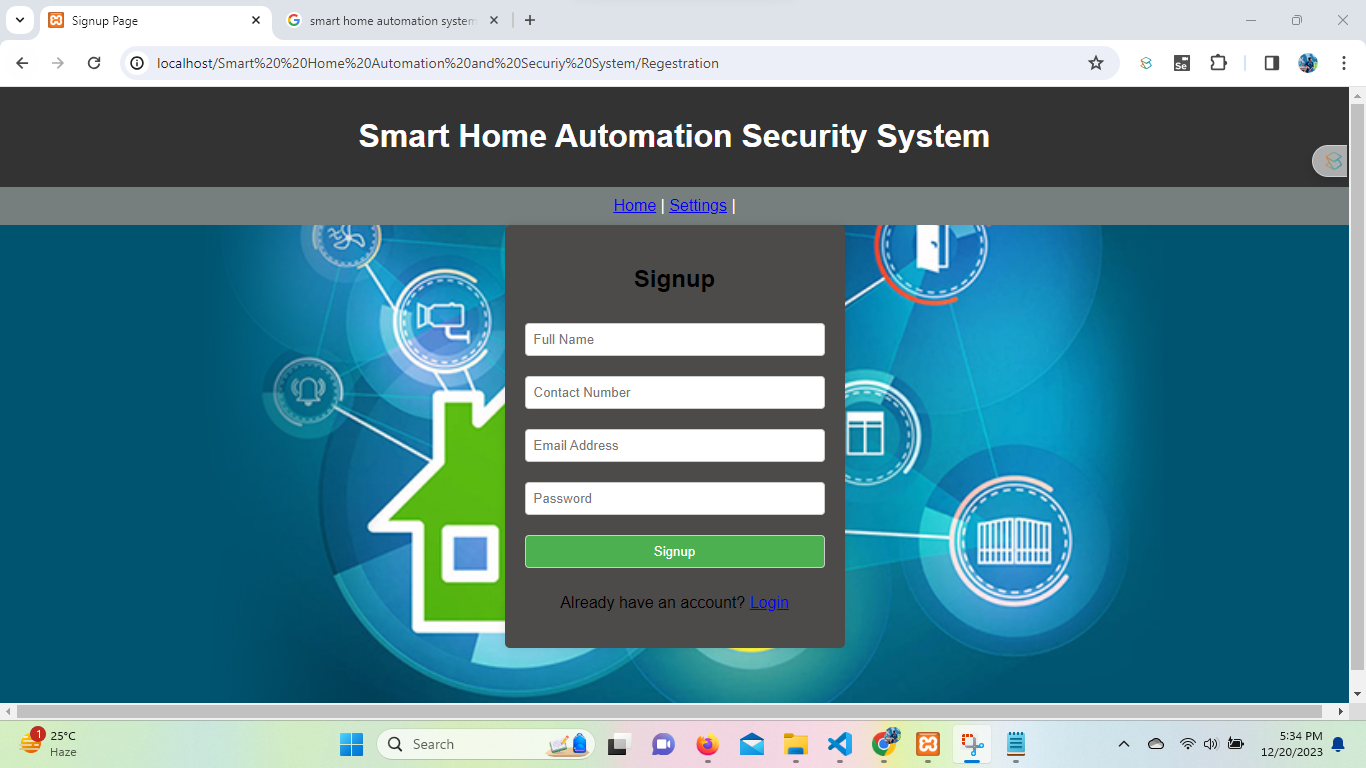 Signup Page
smart home automation system
localhost/Smart%20%20Home%20Automation%20and%20Securiy%20System/Regestration
Se
Smart Home Automation Security System
Home | Settings |
Signup
Full Name
Contact Number
Email Address
Password
Signup
Already have an account? Login
1
25°C
Haze
Search
5:34 PM
12/20/2023